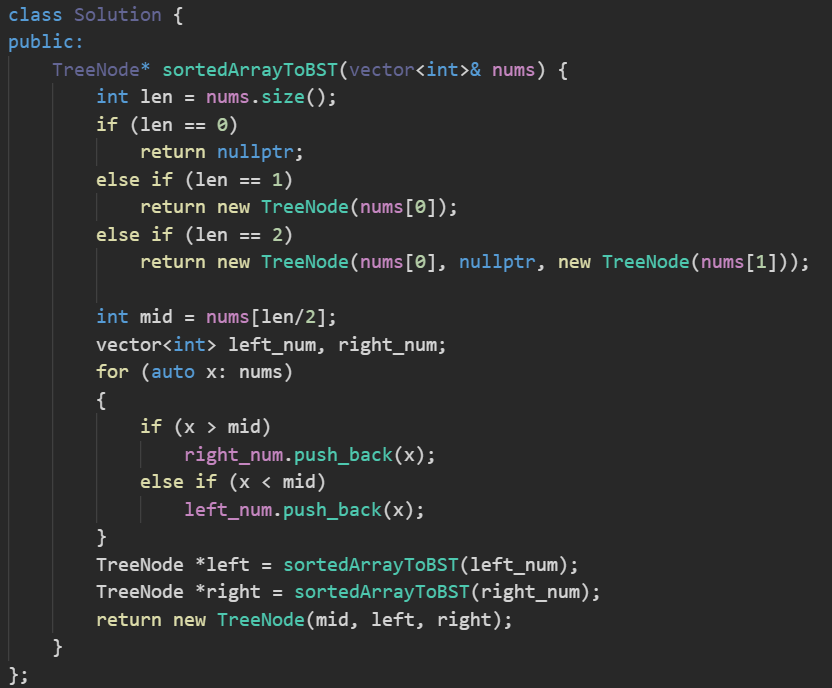 class Solution {
public:
    TreeNode* sortedArrayToBST(vector<int>& nums) {
        int len = nums.size();
        if (len == 0)
            return nullptr;
        else if (len == 1)
            return new TreeNode(nums[0]);
        else if (len == 2)
            return new TreeNode(nums[0], nullptr, new TreeNode(nums[1]));
        int mid = nums[len/2];
        vector<int> left_num, right_num;
        for (auto x: nums)
        {
            if (x > mid)
                right_num.push_back(x);
            else if (x < mid)
                left_num.push_back(x);
        }
        TreeNode *left = sortedArrayToBST(left_num);
        TreeNode *right = sortedArrayToBST(right_num);
        return new TreeNode(mid, left, right);
    }
};